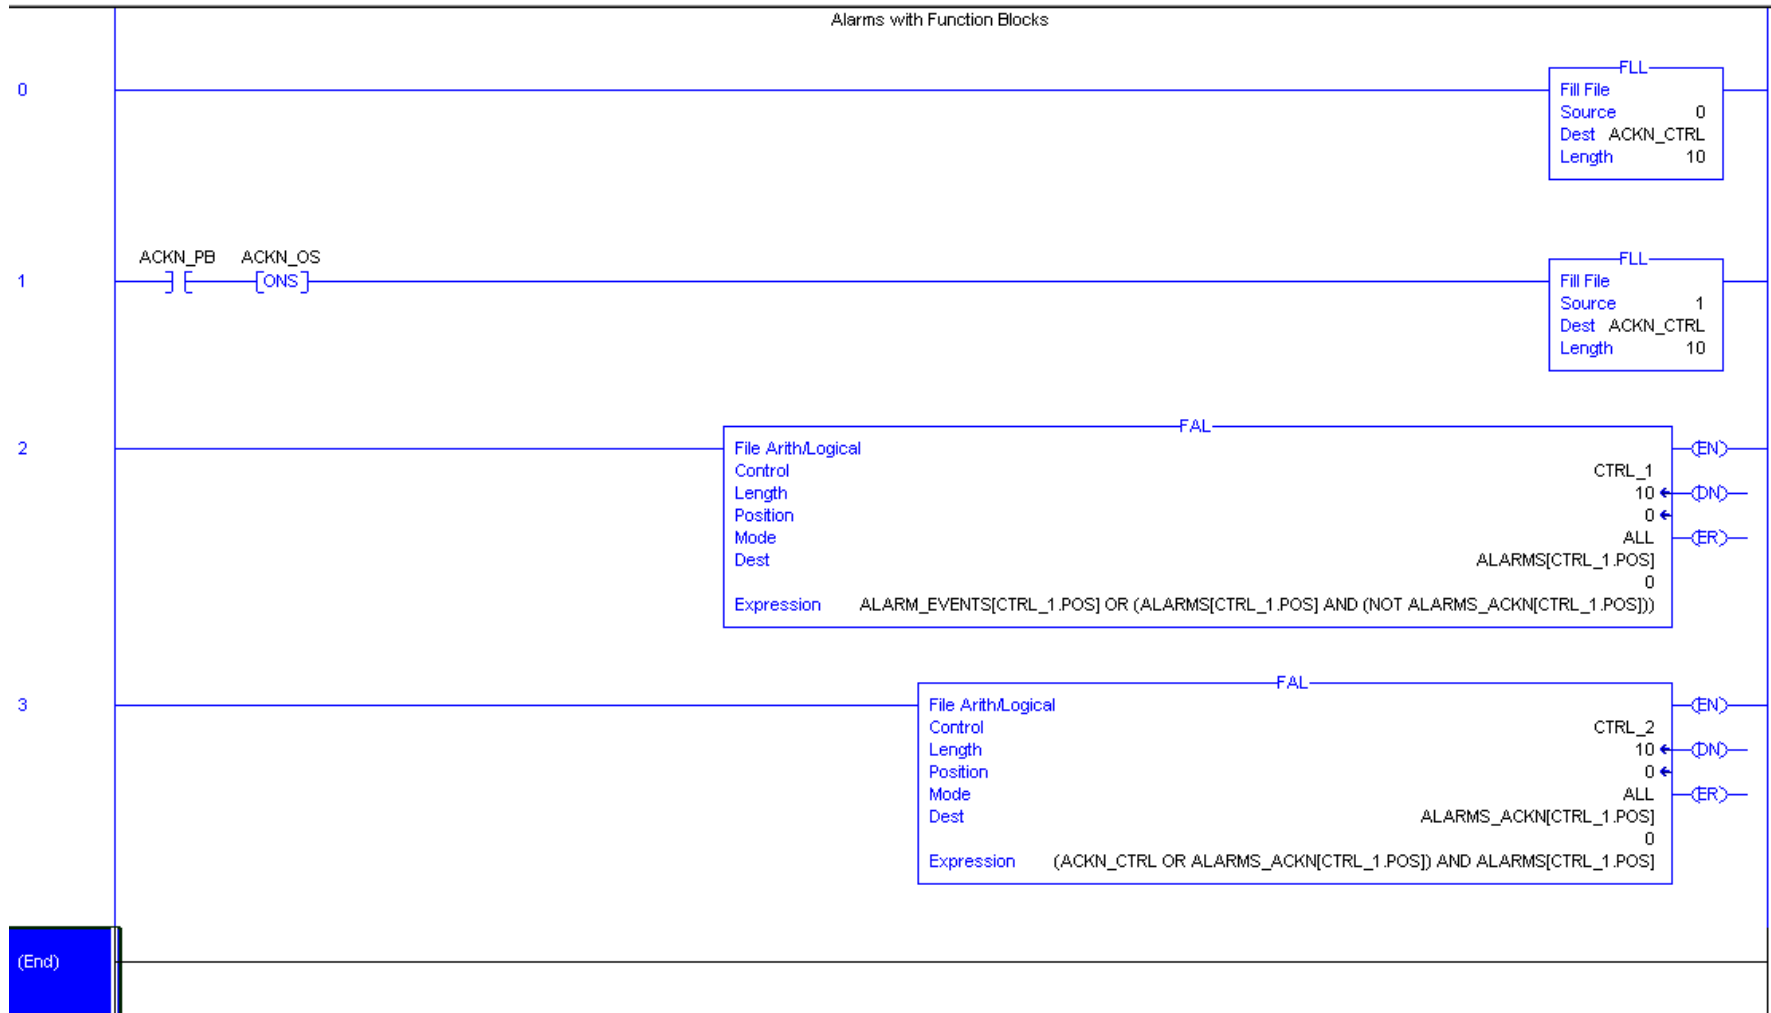 Alarms with Function Blocks
0
FLL
Fill File
Source 0
Dest ACKN_CTRL
Length 10
ACKN_PB ACKN_OS
1
ONS
FLL
Fill File
Source 1
Dest ACKN_CTRL
Length 10
2
FAL
File Arith/Logical
Control CTRL_1
Length 10
Position 0
Mode ALL
Dest ALARMS[CTRL_1.POS]
0
Expression ALARM_EVENTS[CTRL_1.POS] OR (ALARMS[CTRL_1.POS] AND (NOT ALARMS_ACKN[CTRL_1.POS]))
EN
DN
ER
3
FAL
File Arith/Logical
Control CTRL_2
Length 10
Position 0
Mode ALL
Dest ALARMS_ACKN[CTRL_1.POS]
0
Expression (ACKN_CTRL OR ALARMS_ACKN[CTRL_1.POS]) AND ALARMS[CTRL_1.POS]
EN
DN
ER
(End)